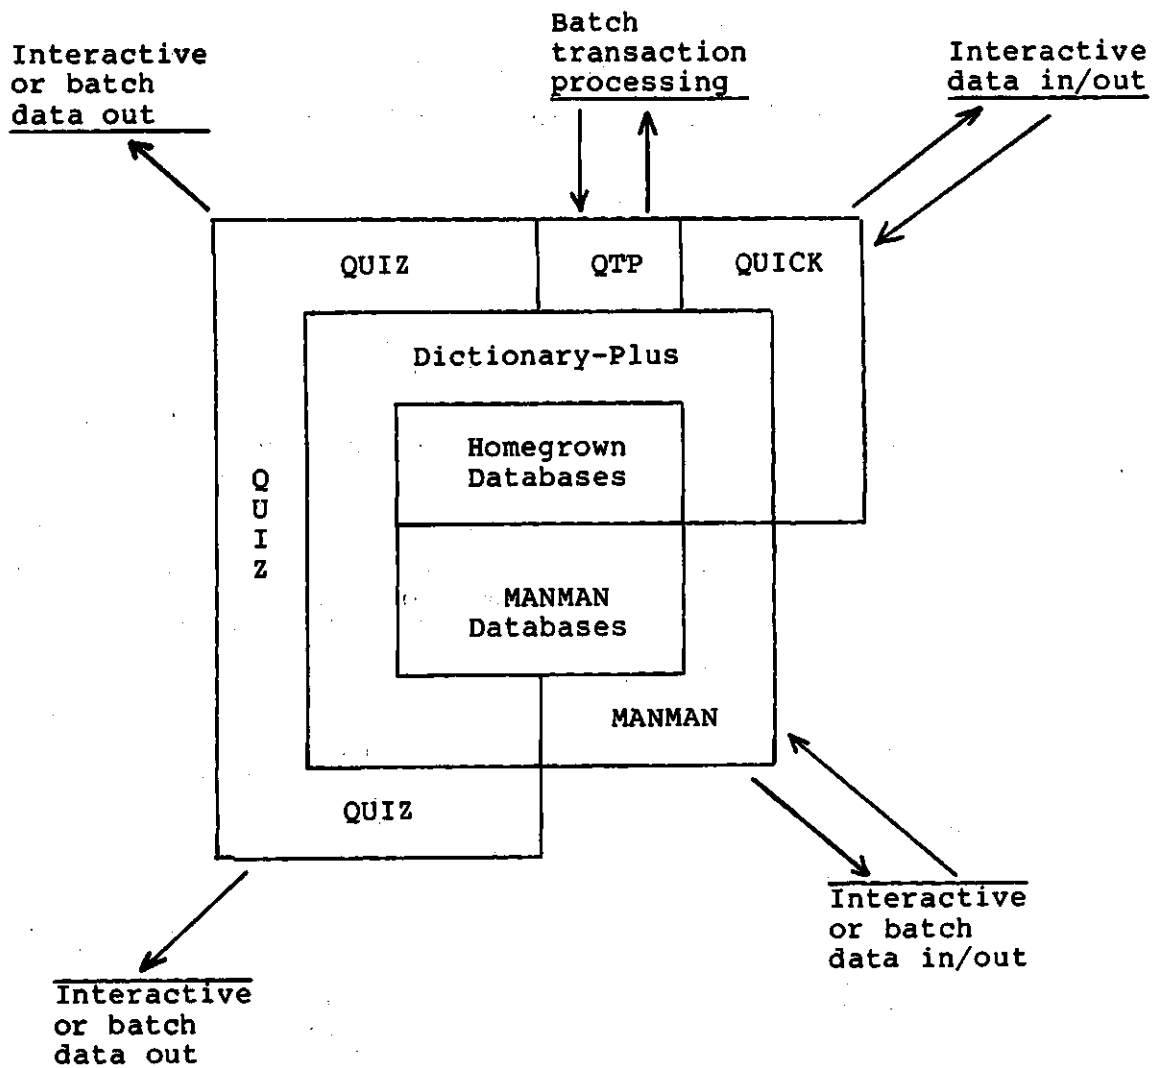 Interactive
or batch
data out
Batch
transaction
processing
Interactive
data in/out
QUIZ
QTP
QUICK
Dictionary-Plus
Homegrown
Databases
Q
U
I
Z
MANMAN
Databases
MANMAN
QUIZ
Interactive
or batch
data in/out
Interactive
or batch
data out